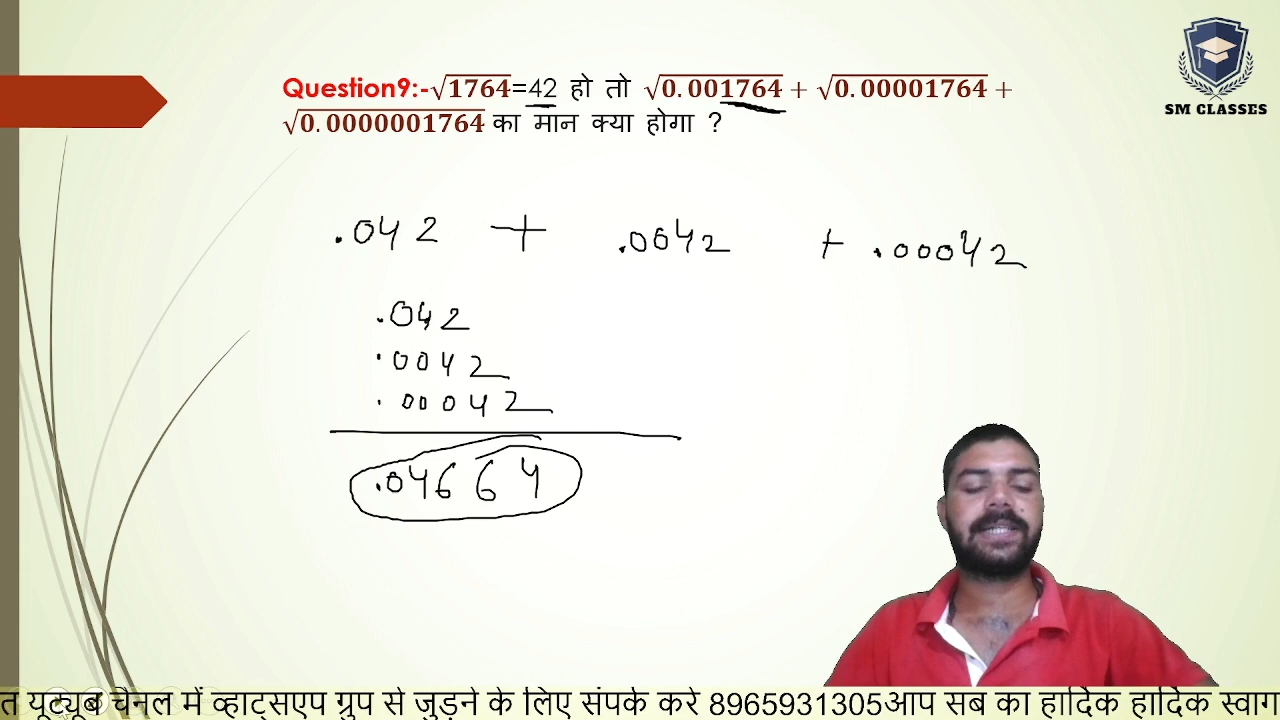 SM CLASSES
Question9:-√1764=42 हो तो √0.001764 + √0.00001764 +
√0.0000001764 का मान क्या होगा ?
.042 + .0042 + .00042
.042
.0042
.00042
.04664
त यूट्यूब चैनल में व्हाट्सएप ग्रुप से जुड़ने के लिए संपर्क करे 8965931305आप सब का हार्दिक हार्दिक स्वाग